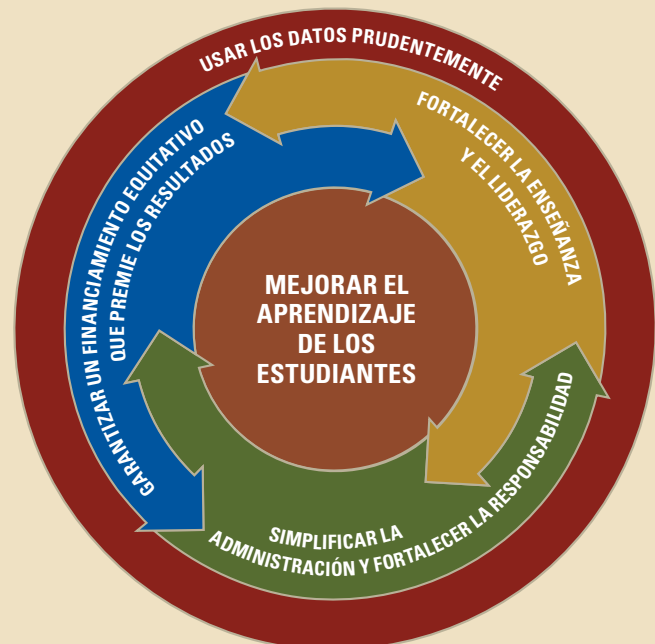 USAR LOS DATOS PRUDENTEMENTE
FORTALECER LA ENSEÑANZA
Y EL LIDERAZGO
GARANTIZAR UN FINANCIAMIENTO EQUITATIVO
QUE PREMIE LOS RESULTADOS
MEJORAR EL
APRENDIZAJE
DE LOS
ESTUDIANTES
SIMPLIFICAR LA
ADMINISTRACIÓN Y FORTALECER LA RESPONSABILIDAD